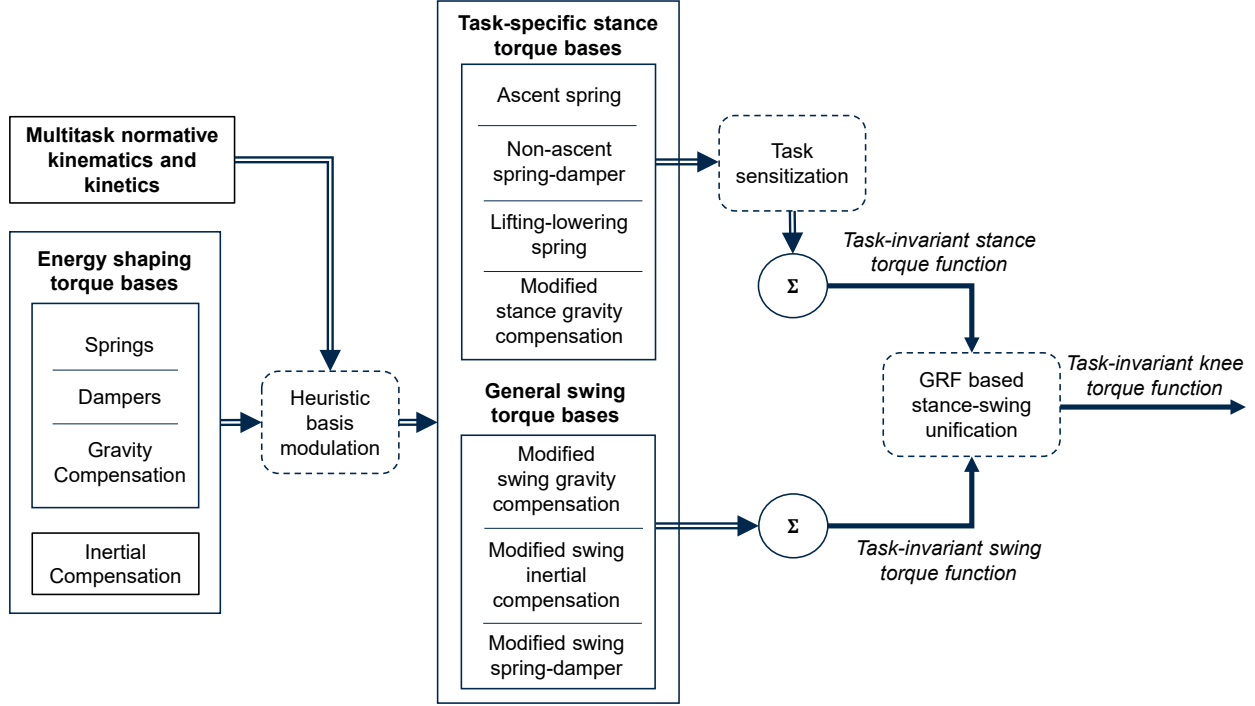 Multitask normative
kinematics and
kinetics
Energy shaping
torque bases
Springs
Dampers
Gravity
Compensation
Inertial
Compensation
Heuristic
basis
modulation
Task-specific stance
torque bases
Ascent spring
Non-ascent
spring-damper
Lifting-lowering
spring
Modified
stance gravity
compensation
General swing
torque bases
Modified
swing gravity
compensation
Modified swing
inertial
compensation
Modified swing
spring-damper
Task
sensitization
Σ
Task-invariant stance
torque function
Σ
Task-invariant swing
torque function
GRF based
stance-swing
unification
Task-invariant knee
torque function